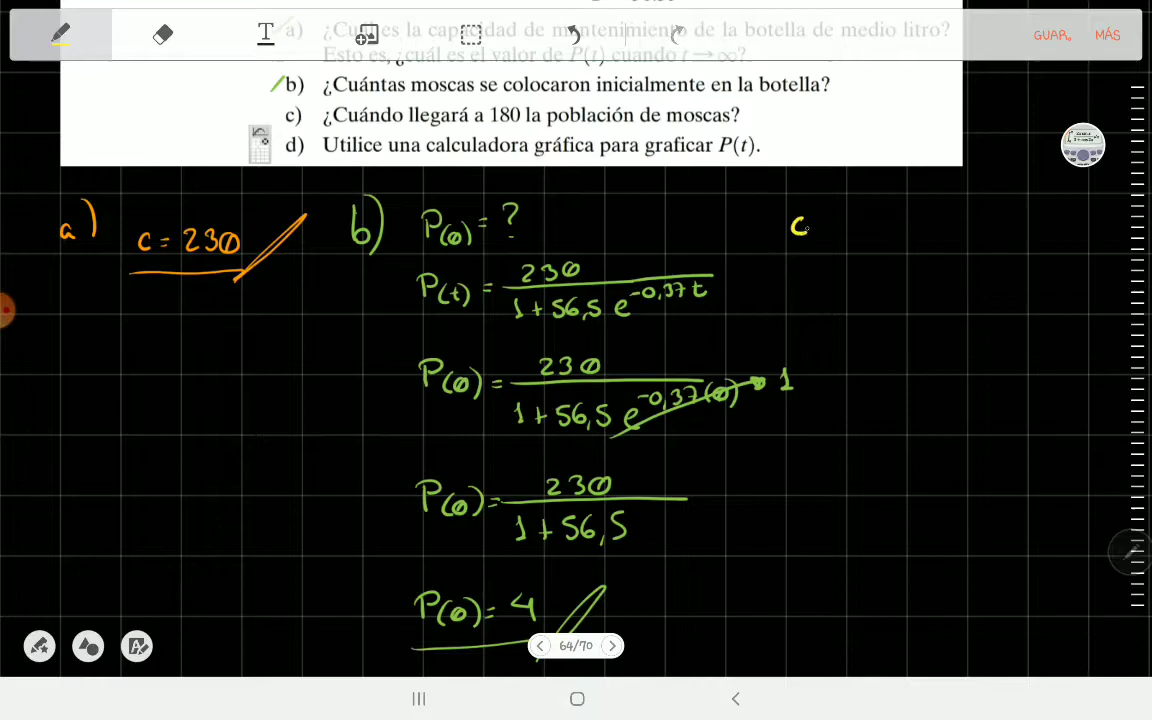 GUAR. MÁS
a) ¿Cuál es la capacidad de mantenimiento de la botella de medio litro?
Esto es, ¿cuál es el valor de P(t) cuando t → ∞?
b) ¿Cuántas moscas se colocaron inicialmente en la botella?
c) ¿Cuándo llegará a 180 la población de moscas?
d) Utilice una calculadora gráfica para graficar P(t).
a)
c = 230
b)
P(0) = ?
P(t) = 230 / 1 + 56,5 e^-0,37t
P(0) = 230 / 1 + 56,5 e^-0,37(0) 1
P(0) = 230 / 1 + 56,5
P(0) = 4
c
64/70